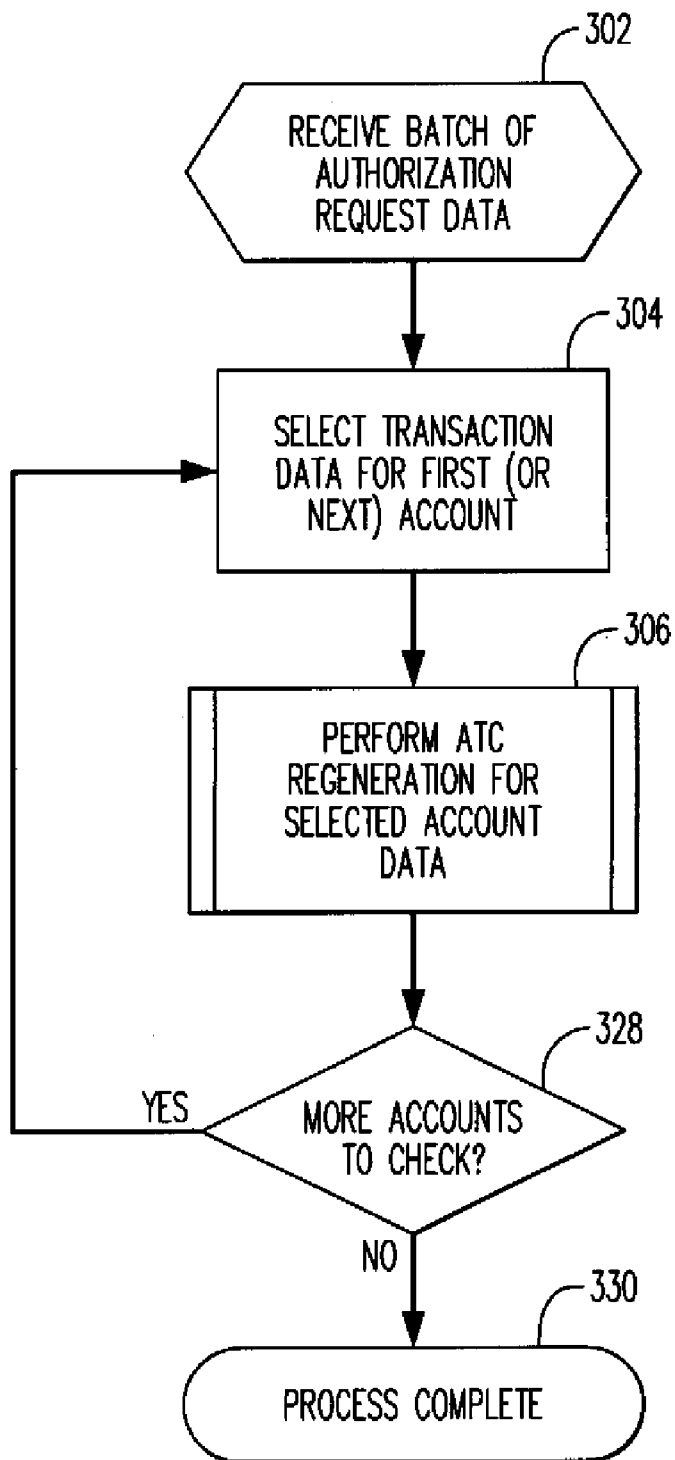 302
RECEIVE BATCH OF
AUTHORIZATION
REQUEST DATA
304
SELECT TRANSACTION
DATA FOR FIRST (OR
NEXT) ACCOUNT
306
PERFORM ATC
REGENERATION FOR
SELECTED ACCOUNT
DATA
328
YES
MORE ACCOUNTS
TO CHECK?
NO
330
PROCESS COMPLETE